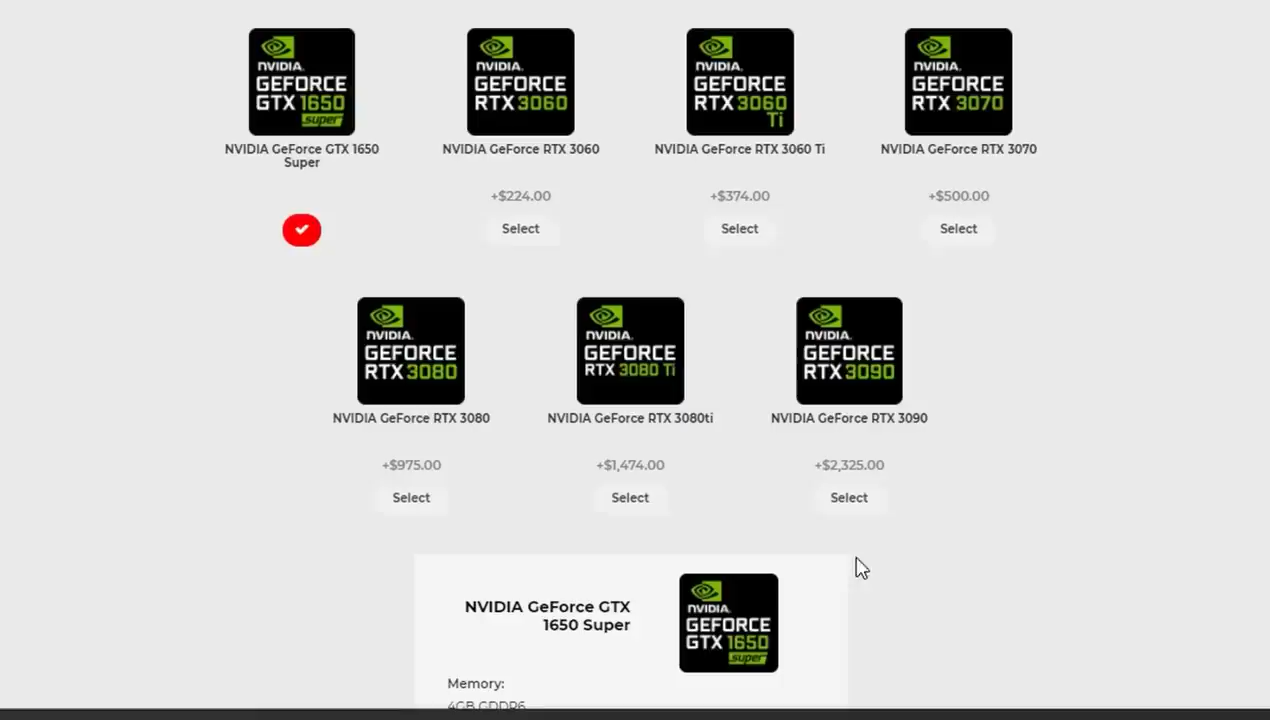 NVIDIA.
GEFORCE
GTX 1650
super
NVIDIA GeForce GTX 1650
Super
NVIDIA.
GEFORCE
RTX 3060
NVIDIA GeForce RTX 3060
+$224.00
Select
NVIDIA.
GEFORCE
RTX 3060
Ti
NVIDIA GeForce RTX 3060 Ti
+$374.00
Select
NVIDIA.
GEFORCE
RTX 3070
NVIDIA GeForce RTX 3070
+$500.00
Select
NVIDIA.
GEFORCE
RTX 3080
NVIDIA GeForce RTX 3080
+$975.00
Select
NVIDIA.
GEFORCE
RTX 3080 Ti
NVIDIA GeForce RTX 3080ti
+$1,474.00
Select
NVIDIA.
GEFORCE
RTX 3090
NVIDIA GeForce RTX 3090
+$2,325.00
Select
NVIDIA GeForce GTX
1650 Super
NVIDIA.
GEFORCE
GTX 1650
super
Memory:
4GB GDDR6